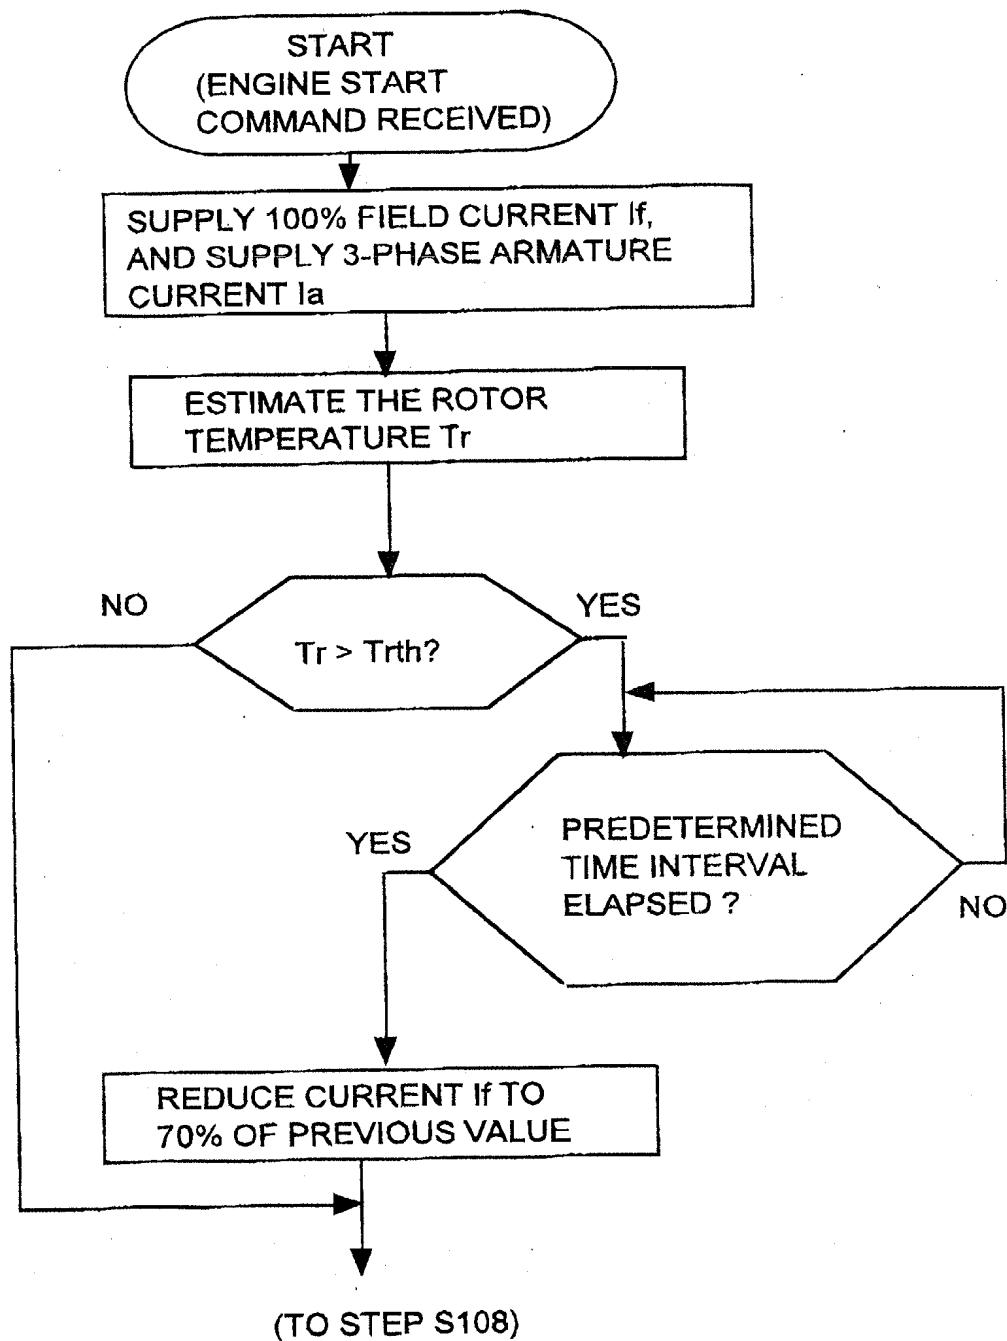 START
(ENGINE START
COMMAND RECEIVED)
SUPPLY 100% FIELD CURRENT If,
AND SUPPLY 3-PHASE ARMATURE
CURRENT Ia
ESTIMATE THE ROTOR
TEMPERATURE Tr
NO
YES
Tr > Trth?
YES
PREDETERMINED
TIME INTERVAL
ELAPSED ?
NO
REDUCE CURRENT If TO
70% OF PREVIOUS VALUE
(TO STEP S108)